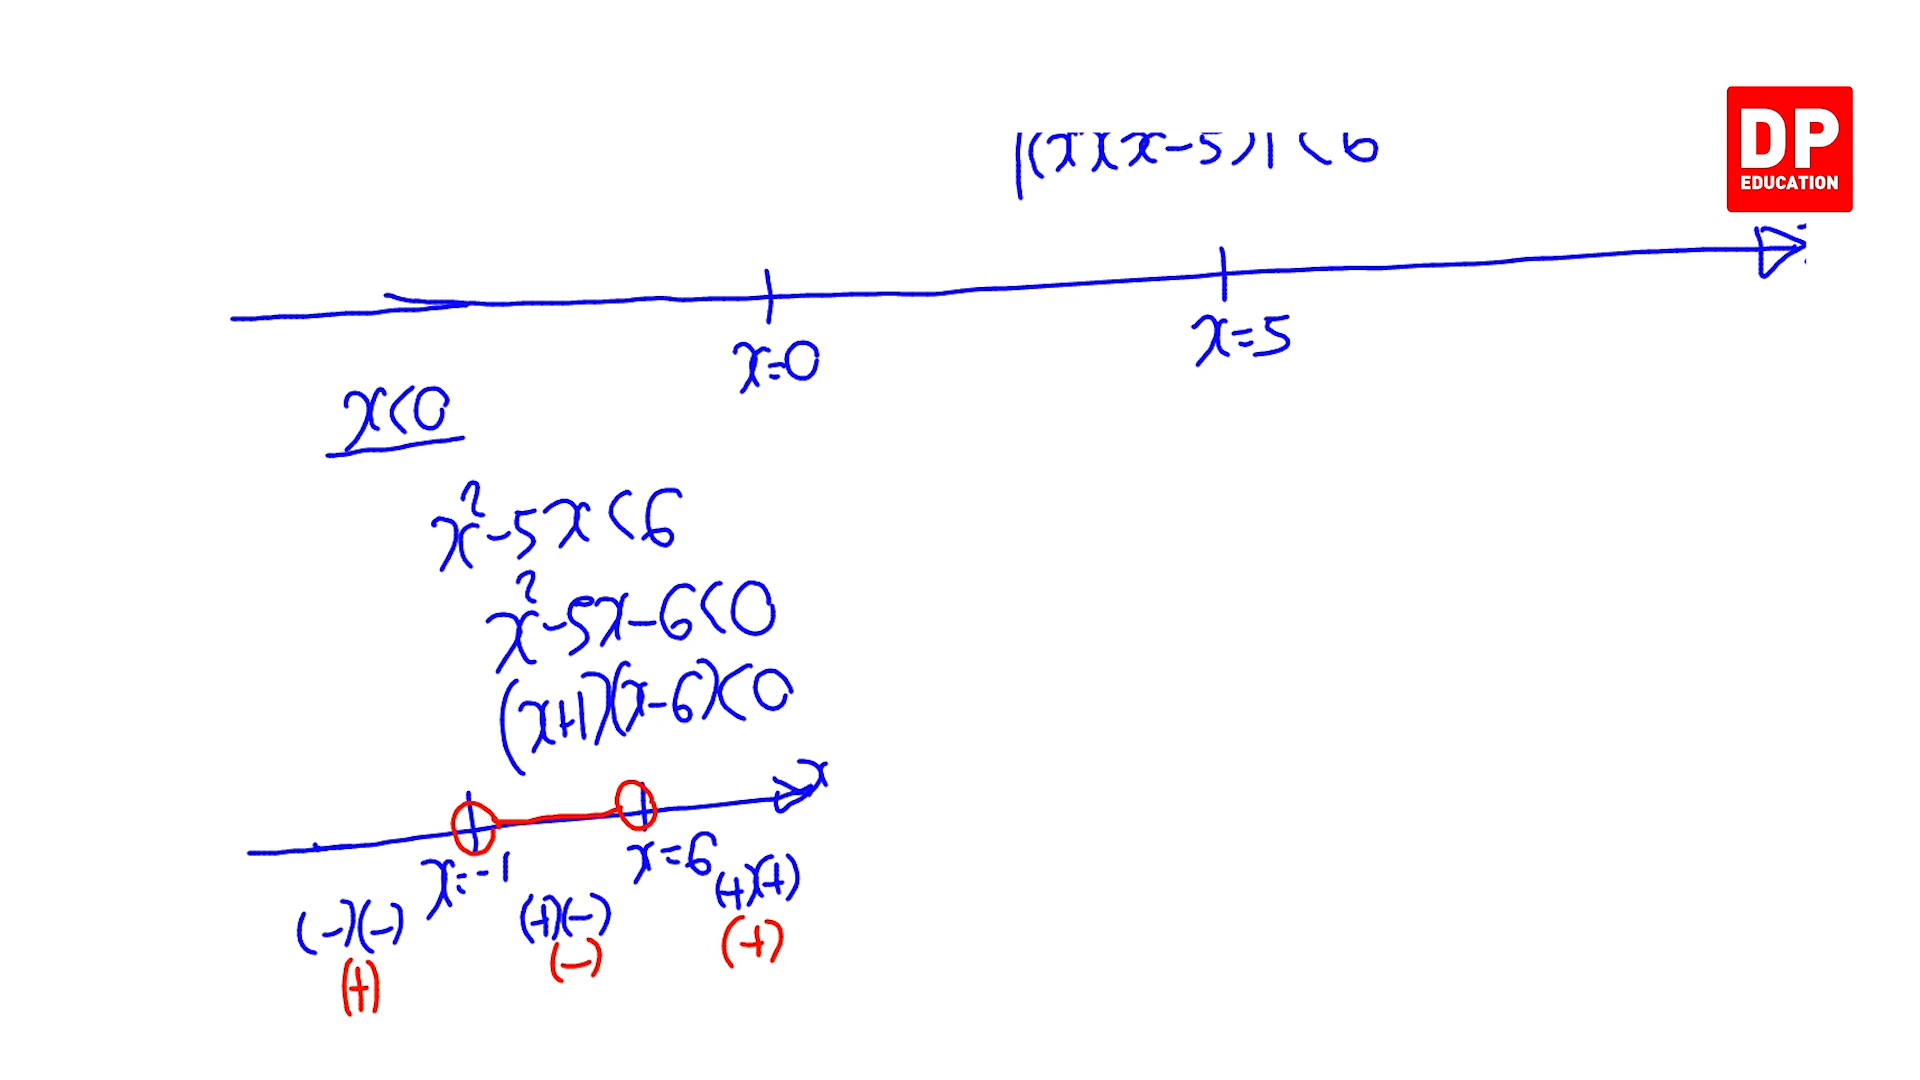 |(x)(x-5)| < 6
DP
EDUCATION
x=0
x=5
x<0
x²-5x<6
x²-5x-6<0
(x+1)(x-6)<0
x
x=-1
x=6
(-)(-)
(+)(-)
(+)(+)
(+)
(-)
(+)